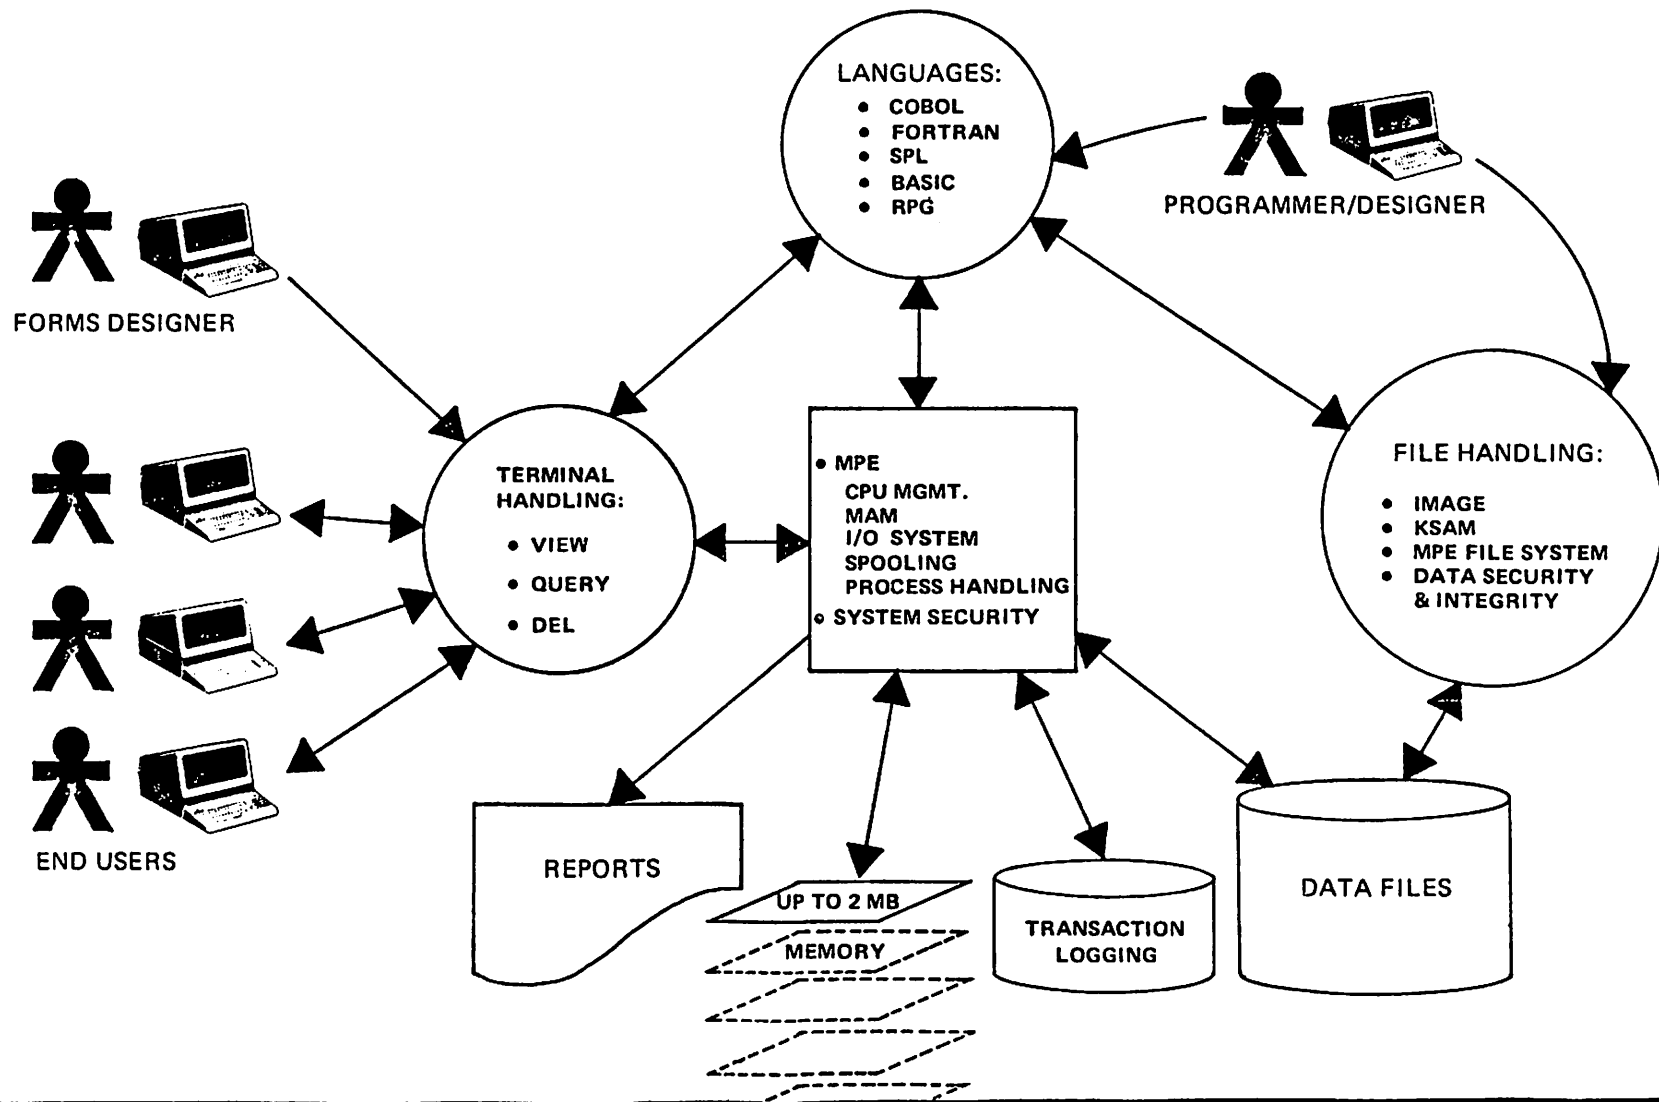 LANGUAGES:
• COBOL
• FORTRAN
• SPL
• BASIC
• RPG
PROGRAMMER/DESIGNER
FORMS DESIGNER
TERMINAL
HANDLING:
• VIEW
• QUERY
• DEL
• MPE
CPU MGMT.
MAM
I/O SYSTEM
SPOOLING
PROCESS HANDLING
• SYSTEM SECURITY
FILE HANDLING:
• IMAGE
• KSAM
• MPE FILE SYSTEM
• DATA SECURITY
& INTEGRITY
END USERS
REPORTS
UP TO 2 MB
MEMORY
TRANSACTION
LOGGING
DATA FILES